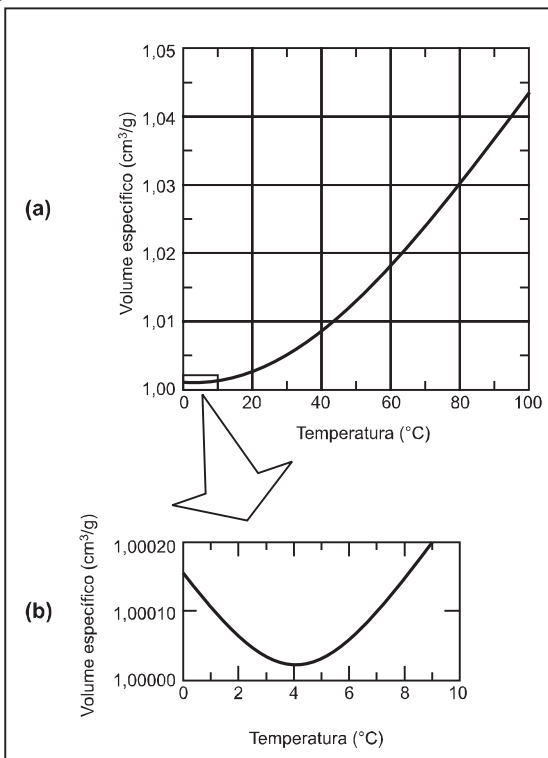 (a)
Volume específico (cm³/g)
1,05
1,04
1,03
1,02
1,01
1,00
0 20 40 60 80 100
Temperatura (°C)
(b)
Volume específico (cm³/g)
1,00020
1,00010
1,00000
0 2 4 6 8 10
Temperatura (°C)